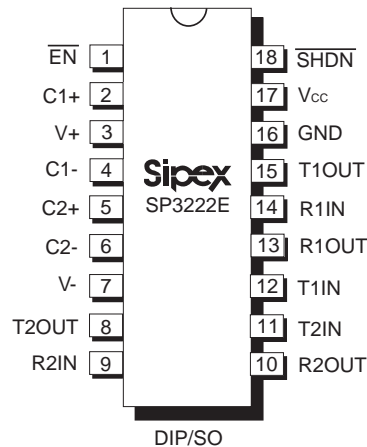 EN 1 18 SHDN
C1+ 2 17 Vcc
V+ 3 16 GND
C1- 4 15 T1OUT
Sipex
C2+ 5 14 R1IN
SP3222E
C2- 6 13 R1OUT
V- 7 12 T1IN
T2OUT 8 11 T2IN
R2IN 9 10 R2OUT
DIP/SO